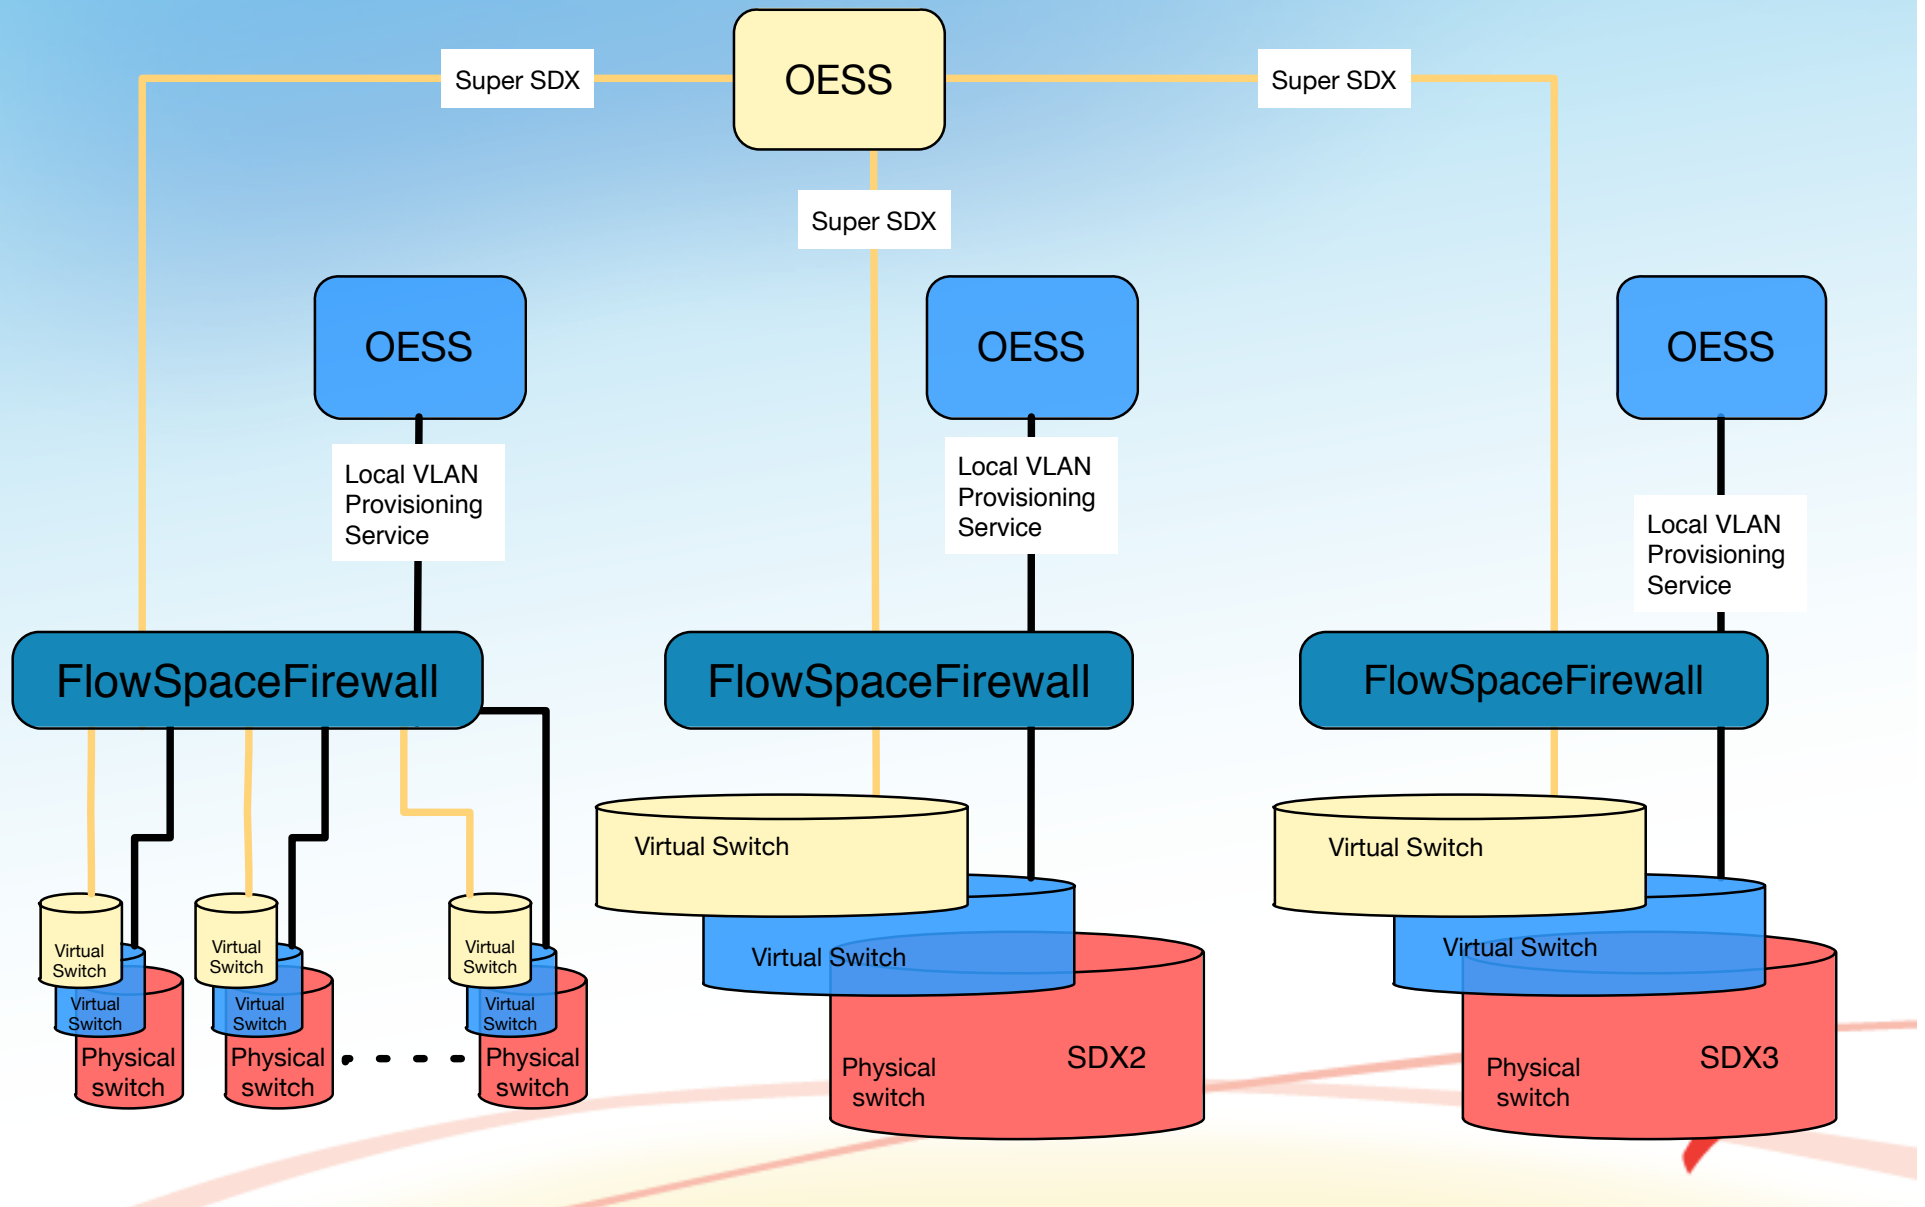 Super SDX
OESS
Super SDX
Super SDX
OESS
OESS
OESS
Local VLAN
Provisioning
Service
Local VLAN
Provisioning
Service
Local VLAN
Provisioning
Service
FlowSpaceFirewall
FlowSpaceFirewall
FlowSpaceFirewall
Virtual
Switch
Virtual
Switch
Physical
switch
Virtual
Switch
Virtual
Switch
Physical
switch
Virtual
Switch
Virtual
Switch
Physical
switch
Virtual Switch
Virtual Switch
Physical
switch
SDX2
Virtual Switch
Virtual Switch
Physical
switch
SDX3